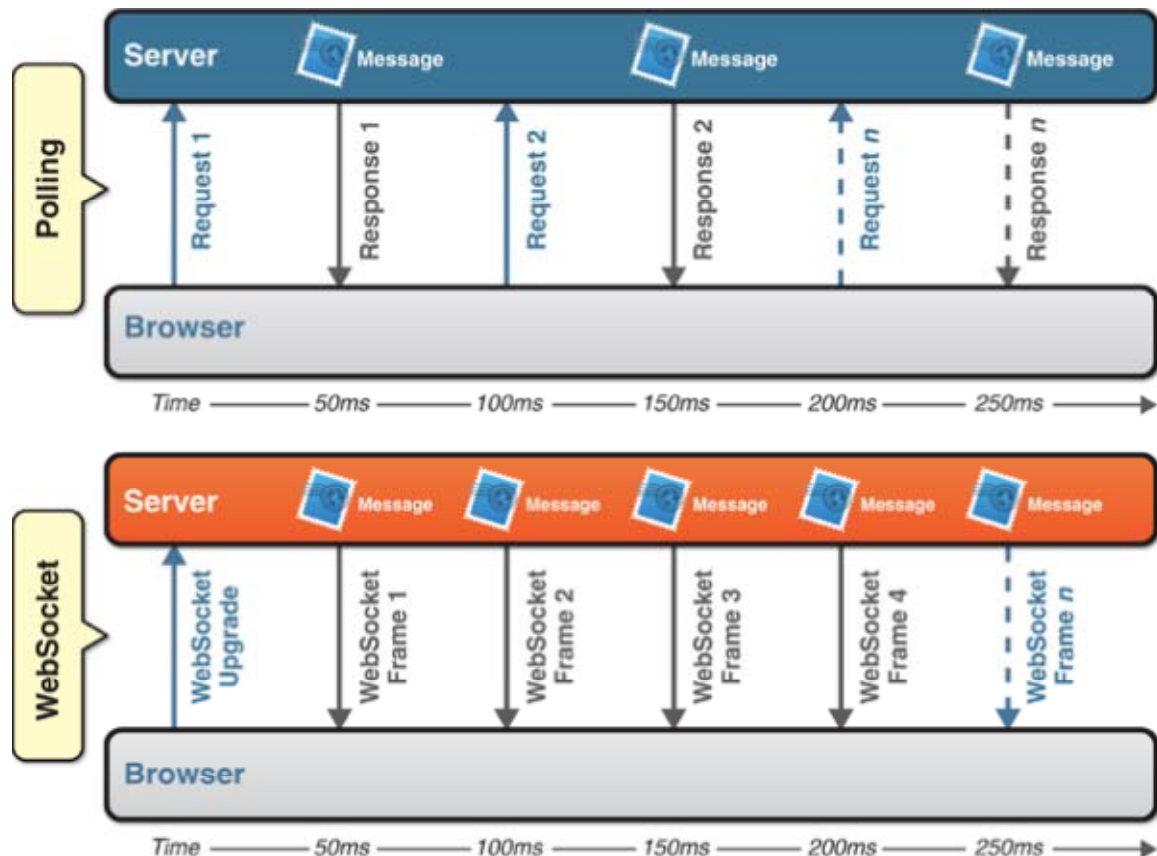 Polling
Server
Message
Message
Message
Request 1
Response 1
Request 2
Response 2
Request n
Response n
Browser
Time 50ms 100ms 150ms 200ms 250ms
WebSocket
Server
Message
Message
Message
Message
Message
WebSocket
Upgrade
WebSocket
Frame 1
WebSocket
Frame 2
WebSocket
Frame 3
WebSocket
Frame 4
WebSocket
Frame n
Browser
Time 50ms 100ms 150ms 200ms 250ms